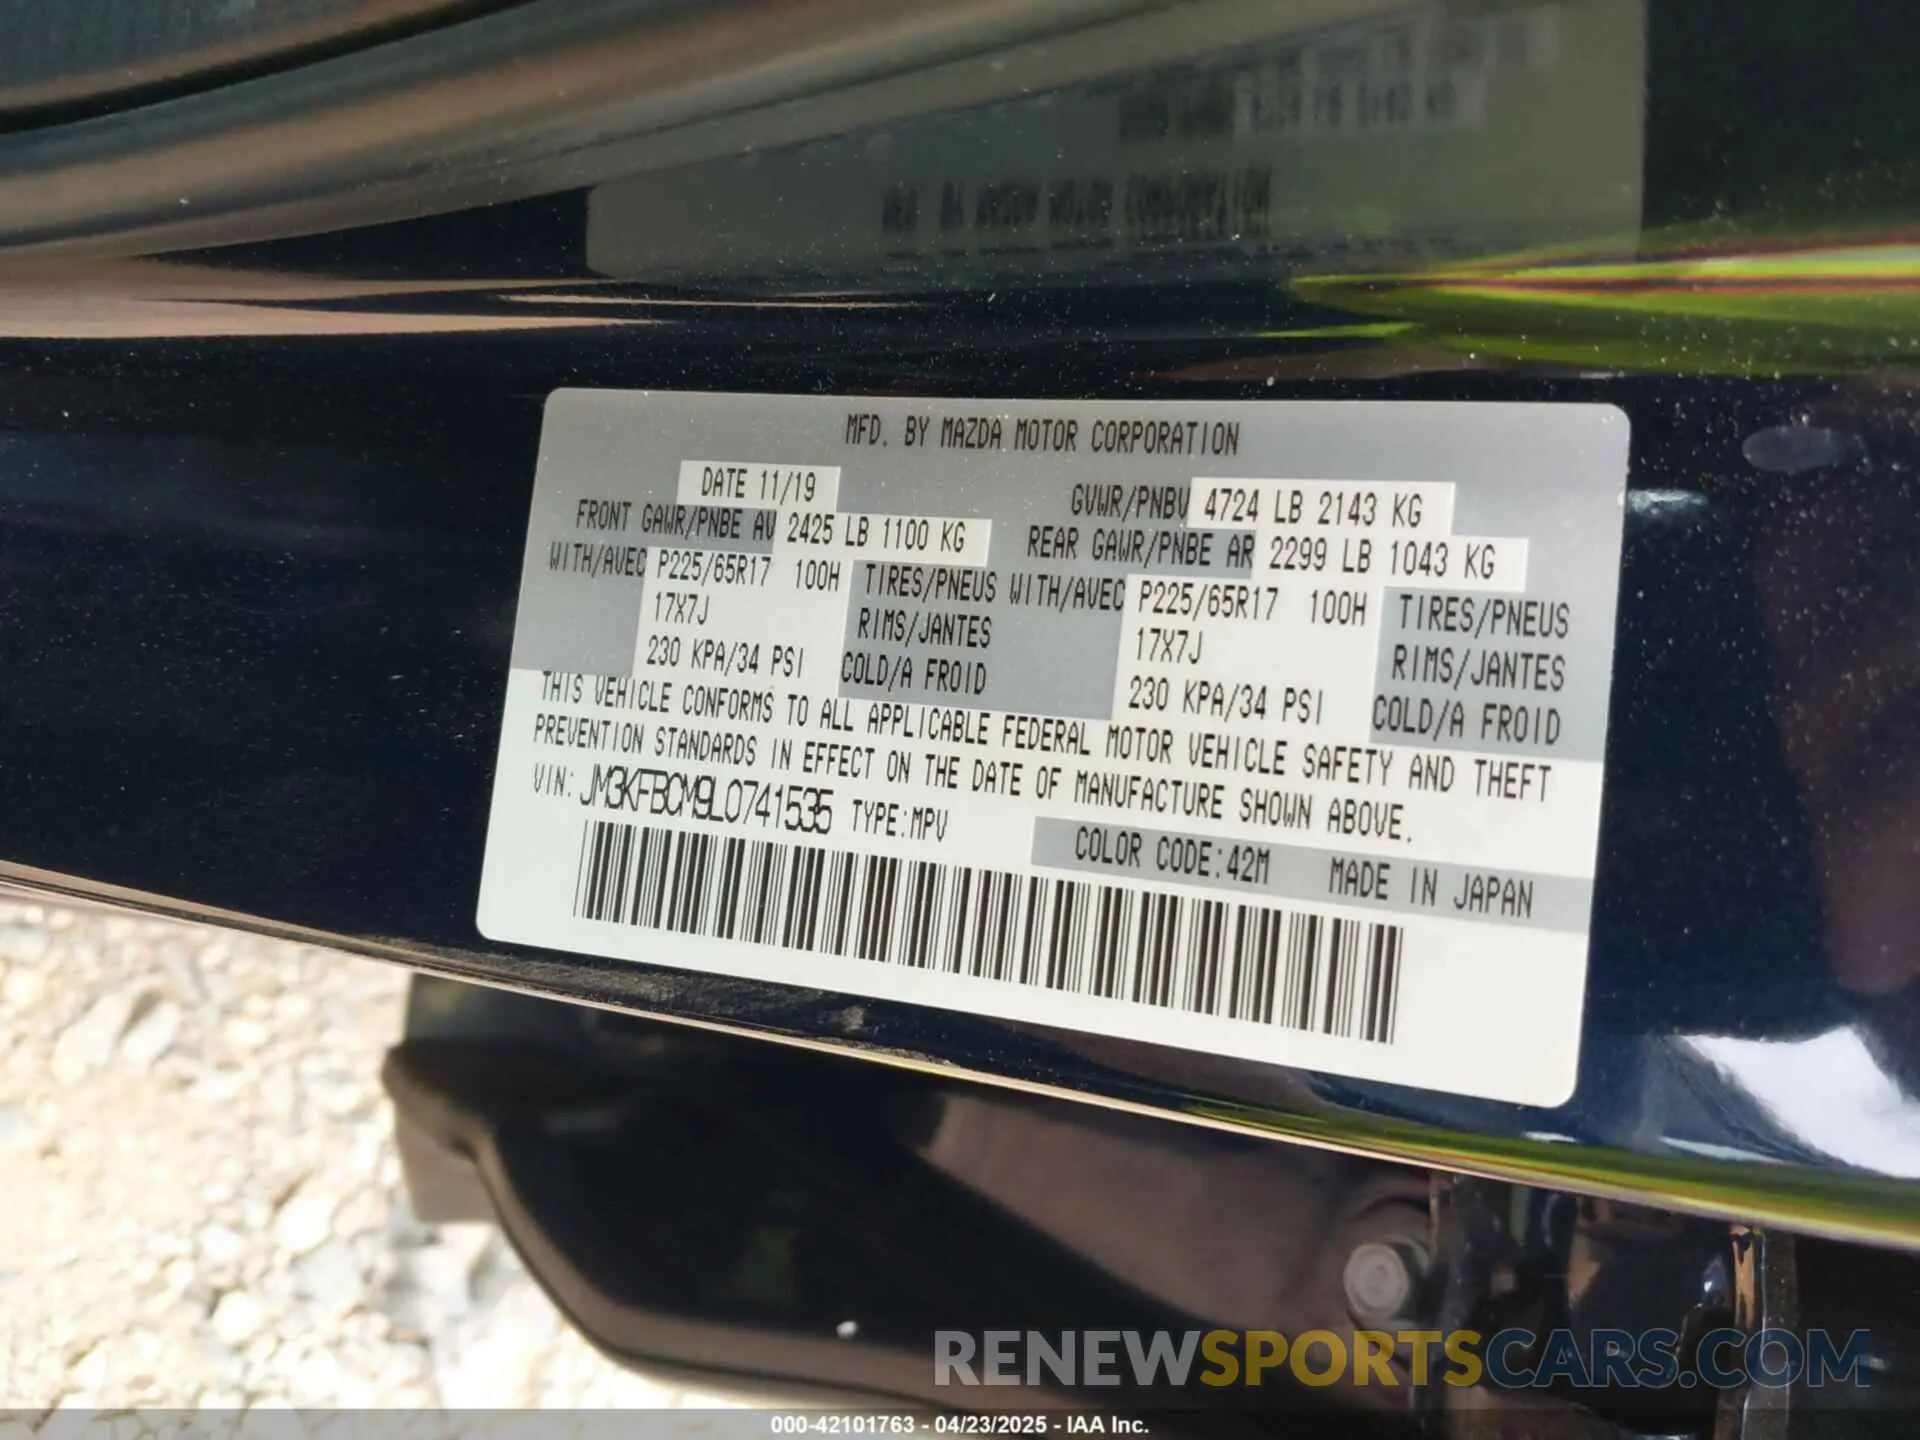 MFD. BY MAZDA MOTOR CORPORATION
DATE 11/19
GVWR/PNBV 4724 LB 2143 KG
FRONT GAWR/PNBE AV 2425 LB 1100 KG
REAR GAWR/PNBE AR 2299 LB 1043 KG
WITH/AVEC P225/65R17 100H TIRES/PNEUS WITH/AVEC P225/65R17 100H TIRES/PNEUS
17X7J RIMS/JANTES 17X7J RIMS/JANTES
230 KPA/34 PSI COLD/A FROID 230 KPA/34 PSI COLD/A FROID
THIS VEHICLE CONFORMS TO ALL APPLICABLE FEDERAL MOTOR VEHICLE SAFETY AND THEFT
PREVENTION STANDARDS IN EFFECT ON THE DATE OF MANUFACTURE SHOWN ABOVE.
VIN: JM3KFBCM9L0741535 TYPE:MPV
COLOR CODE:42M MADE IN JAPAN
RENEWSPORTSCARS.COM
000-42101763 - 04/23/2025 - IAA Inc.